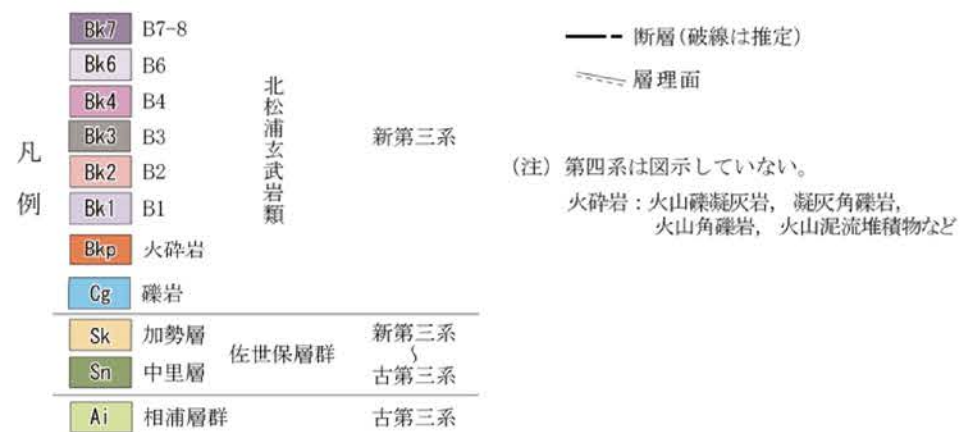 凡例
Bk7 B7-8
Bk6 B6
Bk4 B4
Bk3 B3
Bk2 B2
Bk1 B1
北松浦玄武岩類
新第三系
Bkp 火砕岩
Cg 礫岩
Sk 加勢層
Sn 中里層
佐世保層群
新第三系
〜
古第三系
Ai 相浦層群 古第三系
断層(破線は推定)
層理面
(注) 第四系は図示していない。
火砕岩:火山礫凝灰岩, 凝灰角礫岩,
火山角礫岩, 火山泥流堆積物など